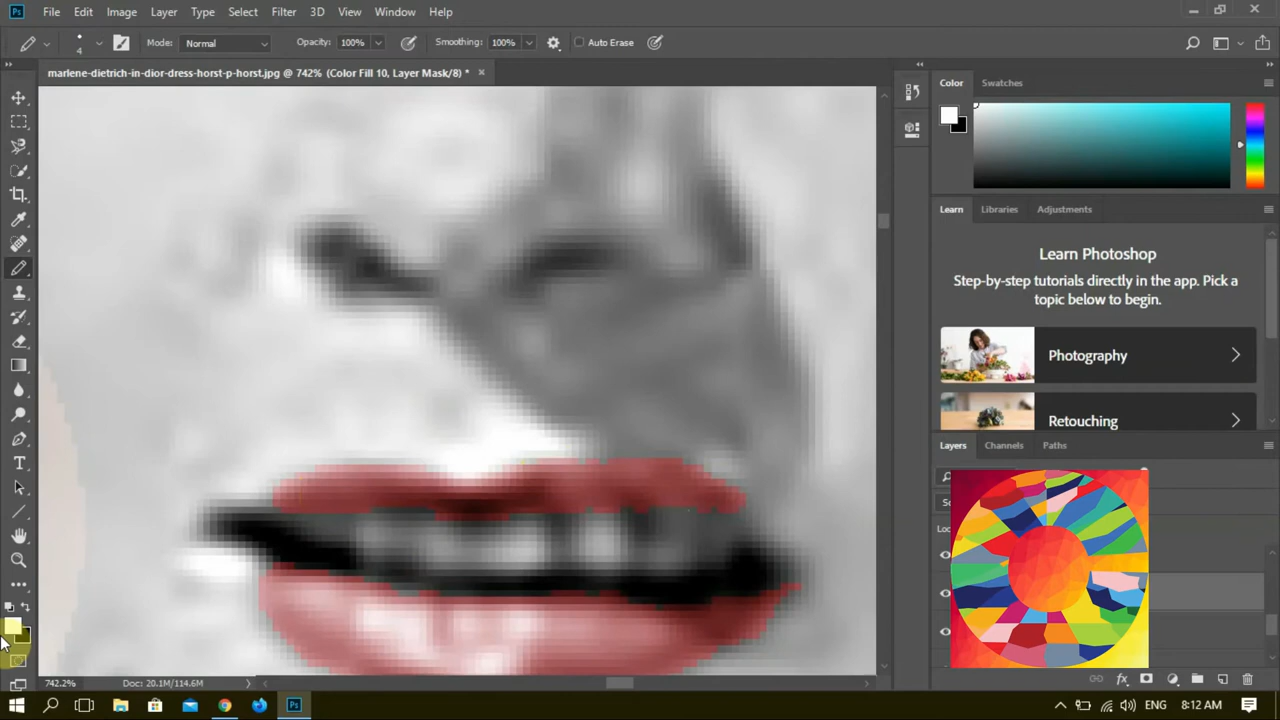 Ps File Edit Image Layer Type Select Filter 3D View Window Help
4 Mode: Normal Opacity: 100% Smoothing: 100% Auto Erase
marlene-dietrich-in-dior-dress-horst-p-horst.jpg @ 742% (Color Fill 10, Layer Mask/8) *
Color Swatches
Learn Libraries Adjustments
Learn Photoshop
Step-by-step tutorials directly in the app. Pick a
topic below to begin.
Photography
Retouching
Layers Channels Paths
742.2% Doc: 20.1M/114.6M
Ps ENG 8:12 AM